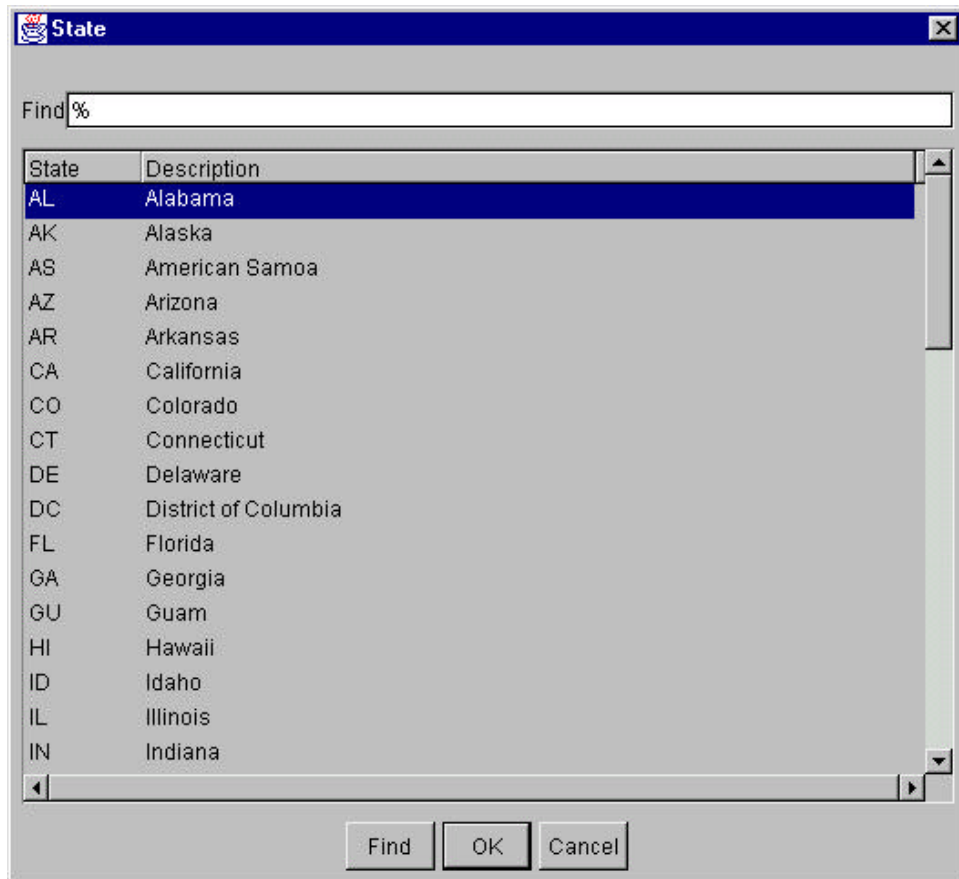 State
Find %
State Description
AL Alabama
AK Alaska
AS American Samoa
AZ Arizona
AR Arkansas
CA California
CO Colorado
CT Connecticut
DE Delaware
DC District of Columbia
FL Florida
GA Georgia
GU Guam
HI Hawaii
ID Idaho
IL Illinois
IN Indiana
Find OK Cancel